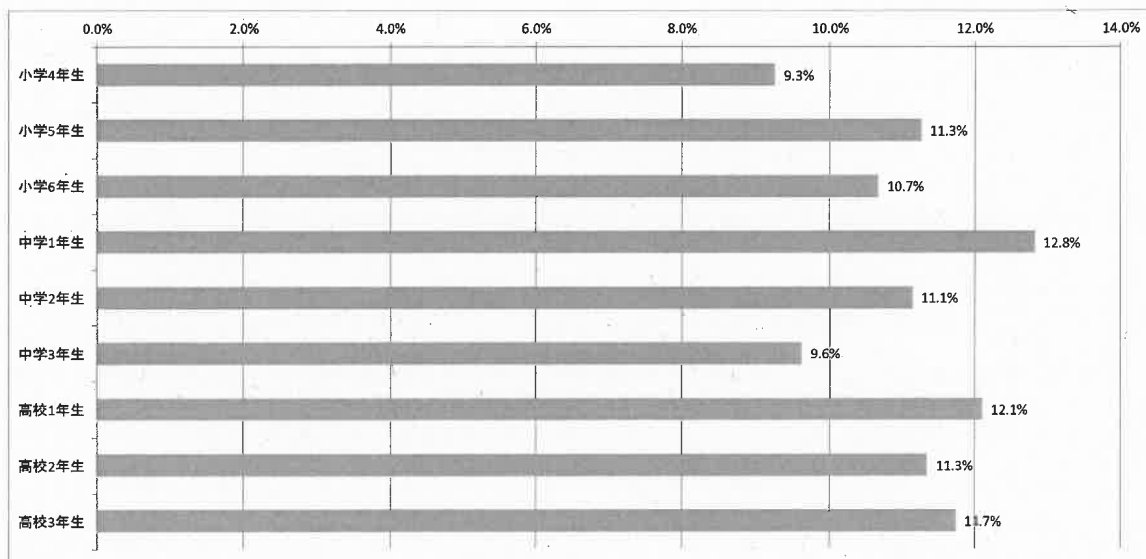 0.0% 2.0% 4.0% 6.0% 8.0% 10.0% 12.0% 14.0%
小学4年生 9.3%
小学5年生 11.3%
小学6年生 10.7%
中学1年生 12.8%
中学2年生 11.1%
中学3年生 9.6%
高校1年生 12.1%
高校2年生 11.3%
高校3年生 11.7%